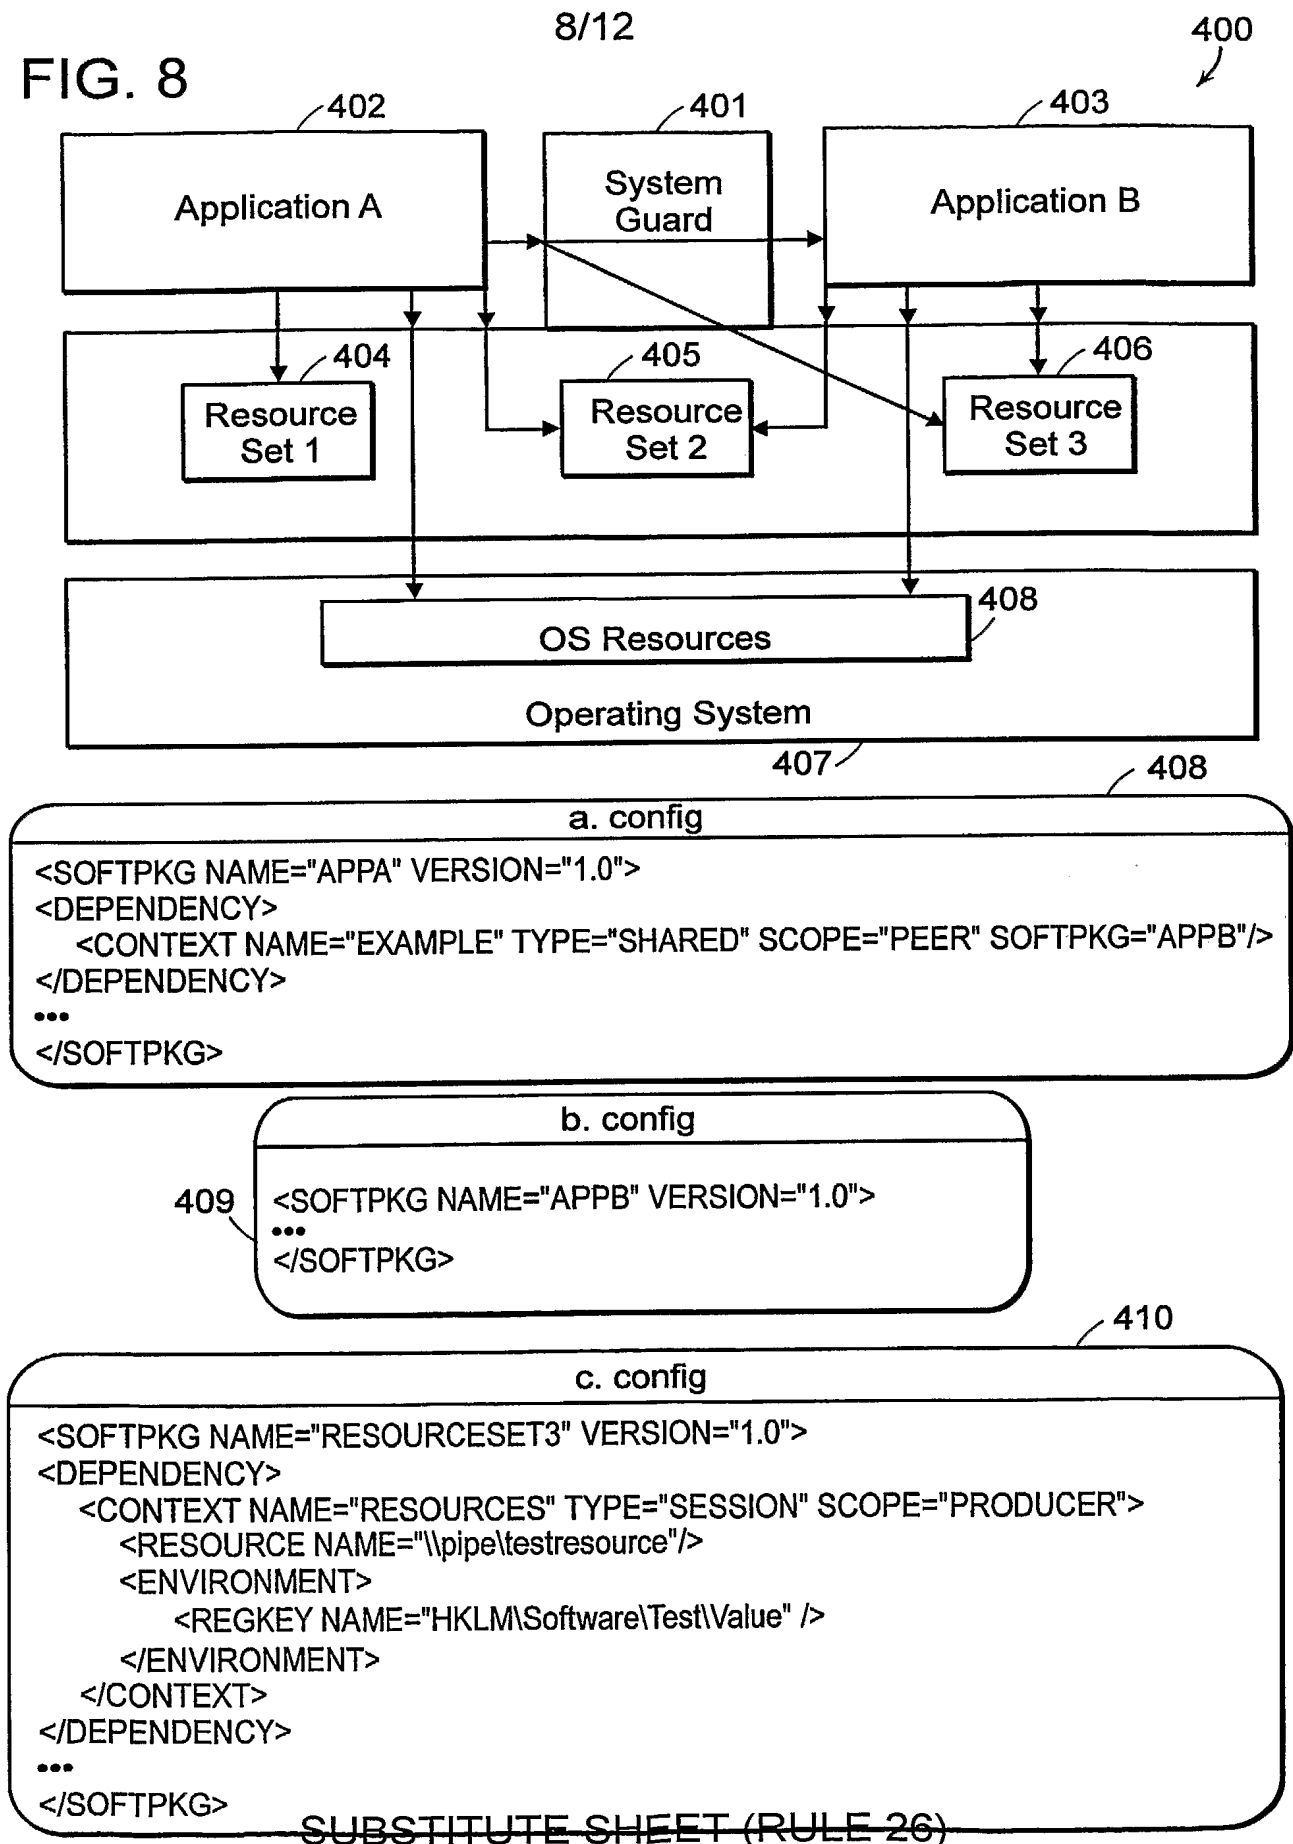 8/12
400
FIG. 8
402
401
403
Application A
System
Guard
Application B
404
405
406
Resource
Set 1
Resource
Set 2
Resource
Set 3
408
OS Resources
Operating System
407
408
a. config
<SOFTPKG NAME="APPA" VERSION="1.0">
<DEPENDENCY>
<CONTEXT NAME="EXAMPLE" TYPE="SHARED" SCOPE="PEER" SOFTPKG="APPB"/>
</DEPENDENCY>
•••
</SOFTPKG>
b. config
409
<SOFTPKG NAME="APPB" VERSION="1.0">
•••
</SOFTPKG>
410
c. config
<SOFTPKG NAME="RESOURCESET3" VERSION="1.0">
<DEPENDENCY>
<CONTEXT NAME="RESOURCES" TYPE="SESSION" SCOPE="PRODUCER">
<RESOURCE NAME="\\pipe\testresource"/>
<ENVIRONMENT>
<REGKEY NAME="HKLM\Software\Test\Value" />
</ENVIRONMENT>
</CONTEXT>
</DEPENDENCY>
•••
</SOFTPKG>
SUBSTITUTE SHEET (RULE 26)